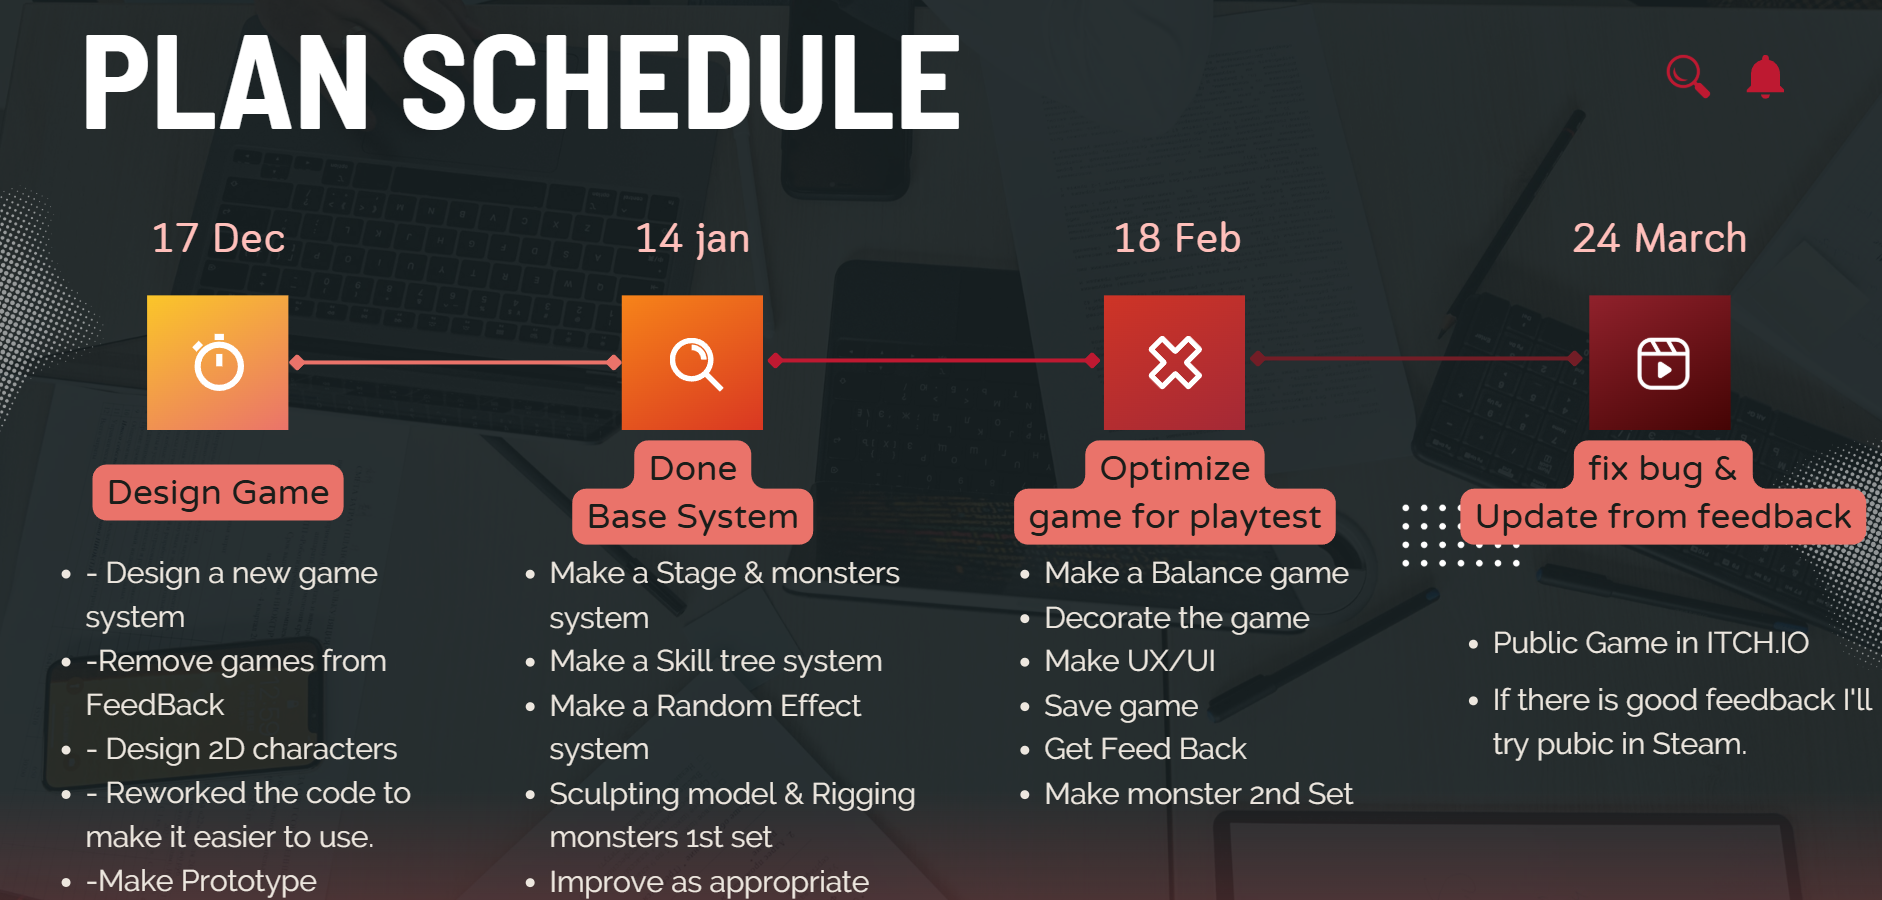 PLAN SCHEDULE
17 Dec
14 jan
18 Feb
24 March
Design Game
- Design a new game
system
-Remove games from
FeedBack
- Design 2D characters
- Reworked the code to
make it easier to use.
-Make Prototype
Done
Base System
Make a Stage & monsters
system
Make a Skill tree system
Make a Random Effect
system
Sculpting model & Rigging
monsters 1st set
Improve as appropriate
Optimize
game for playtest
Make a Balance game
Decorate the game
Make UX/UI
Save game
Get Feed Back
Make monster 2nd Set
fix bug &
Update from feedback
Public Game in ITCH.IO
If there is good feedback I'll
try pubic in Steam.